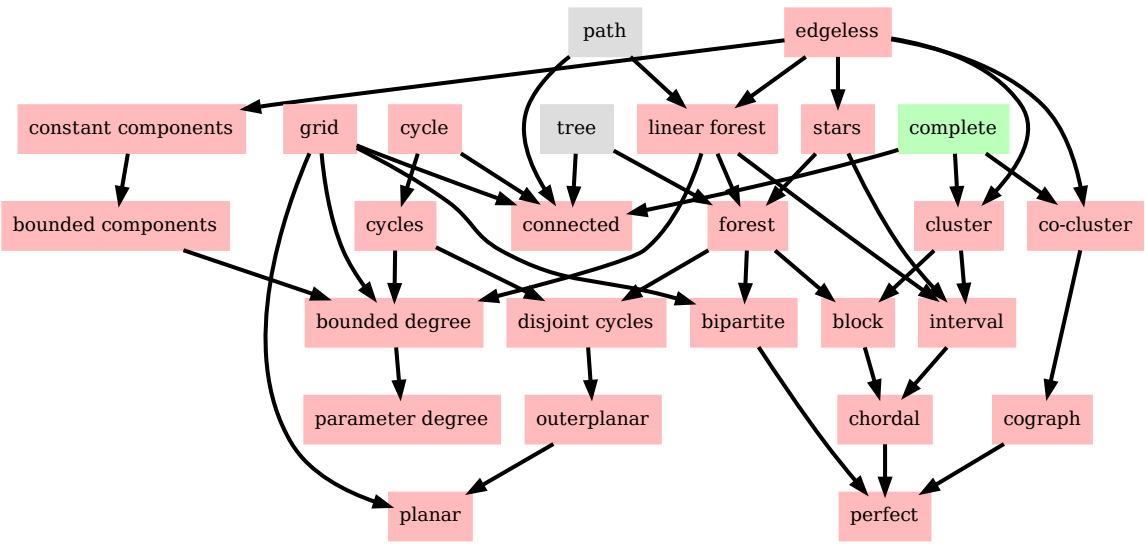 path
edgeless
constant components
grid
cycle
tree
linear forest
stars
complete
bounded components
cycles
connected
forest
cluster
co-cluster
bounded degree
disjoint cycles
bipartite
block
interval
parameter degree
outerplanar
chordal
cograph
planar
perfect